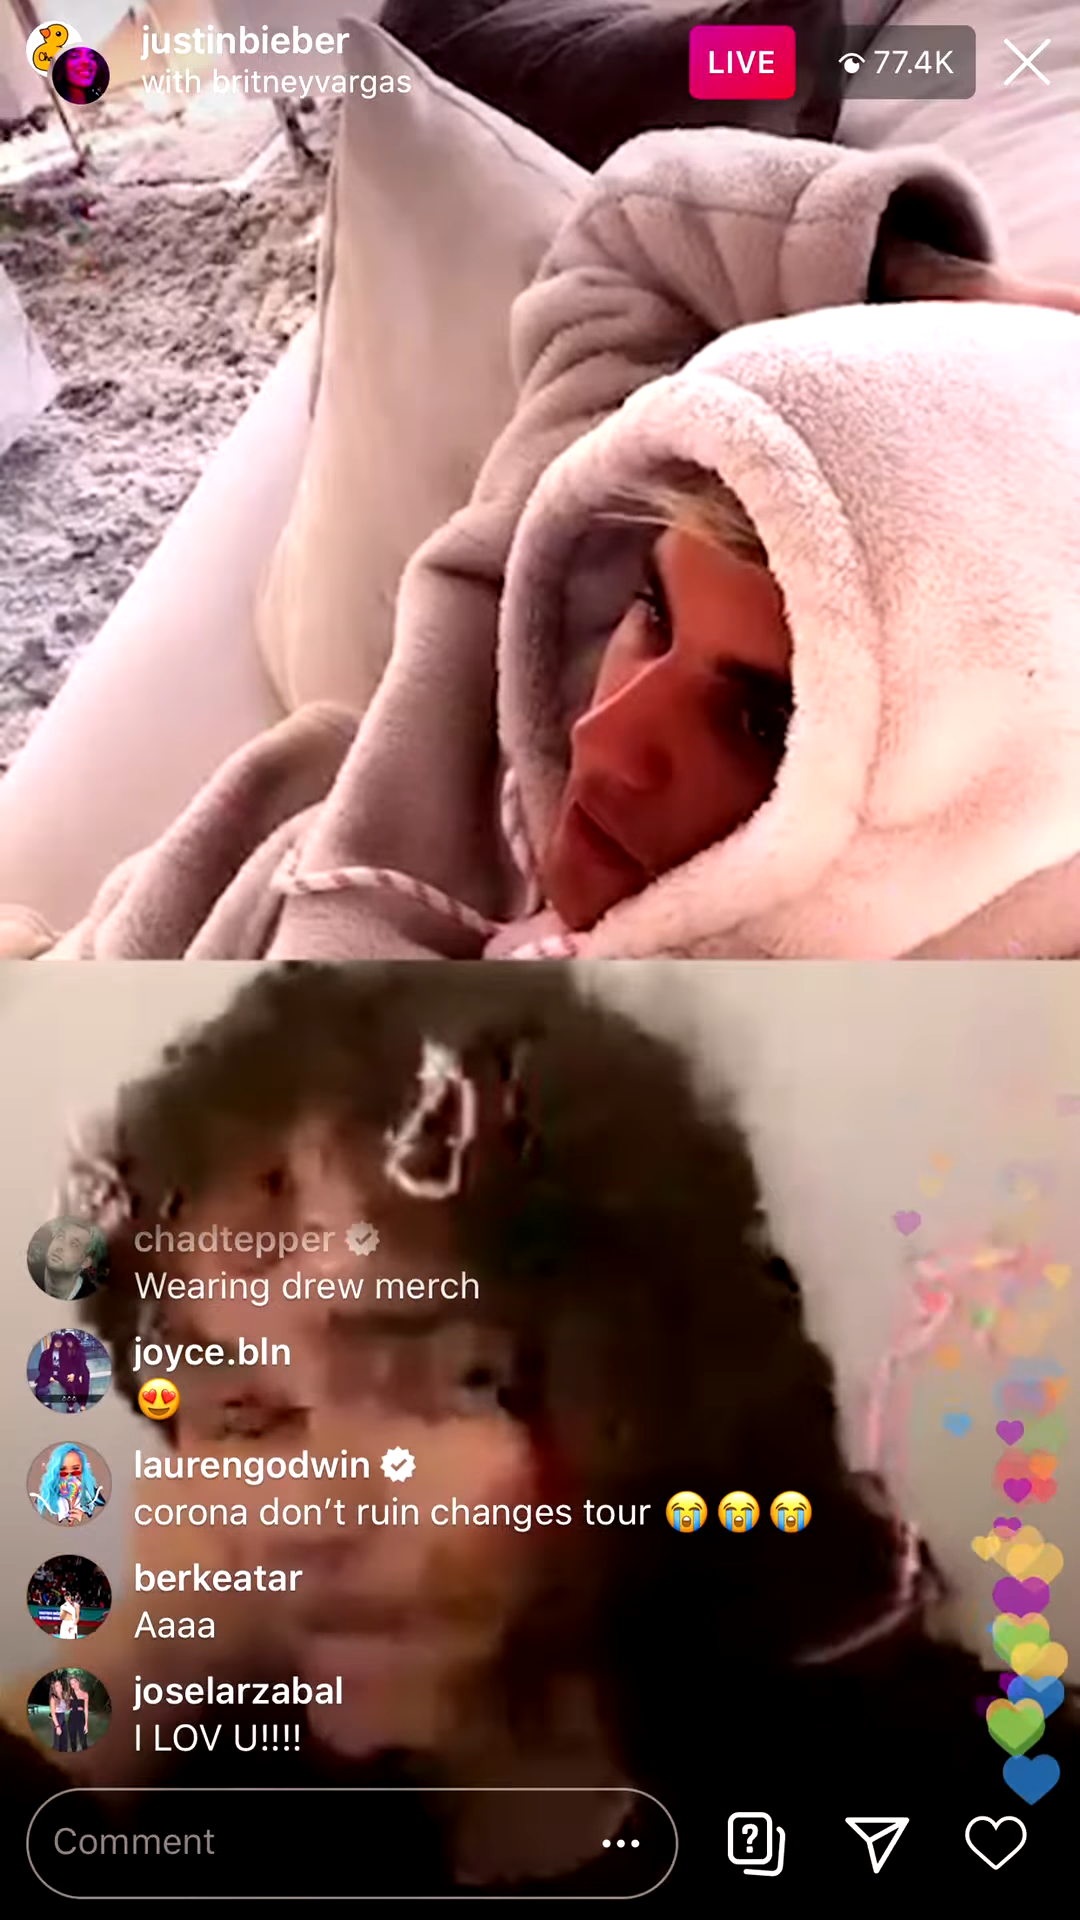 justinbieber
with britneyvargas
LIVE
77.4K
chadtepper
Wearing drew merch
joyce.bln
😍
laurengodwin
corona don’t ruin changes tour 😭😭😭
berkeatar
Aaaa
joselarzabal
I LOV U!!!!
Comment